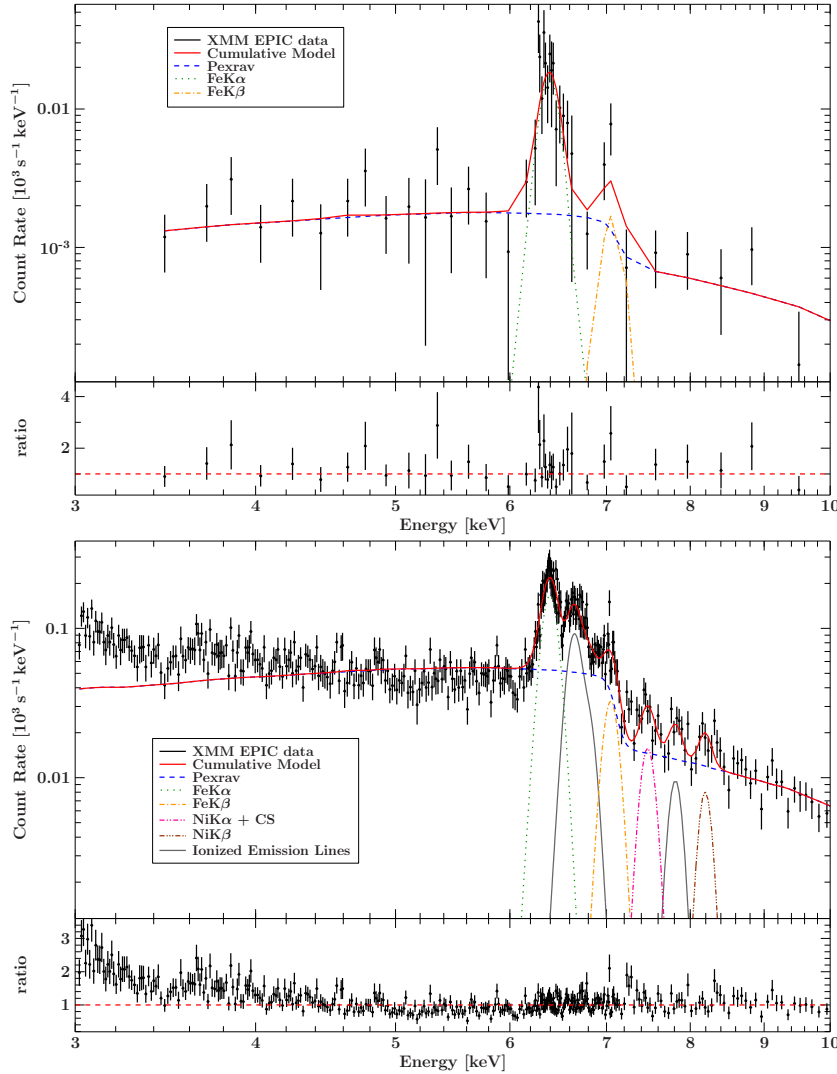 XMM EPIC data
Cumulative Model
Pexrav
FeKα
FeKβ
Count Rate [10³ s⁻¹ keV⁻¹]
0.01
10⁻³
ratio
4
2
3 4 5 6 7 8 9 10
Energy [keV]
Count Rate [10³ s⁻¹ keV⁻¹]
0.1
0.01
XMM EPIC data
Cumulative Model
Pexrav
FeKα
FeKβ
NiKα + CS
NiKβ
Ionized Emission Lines
ratio
3
2
1
3 4 5 6 7 8 9 10
Energy [keV]